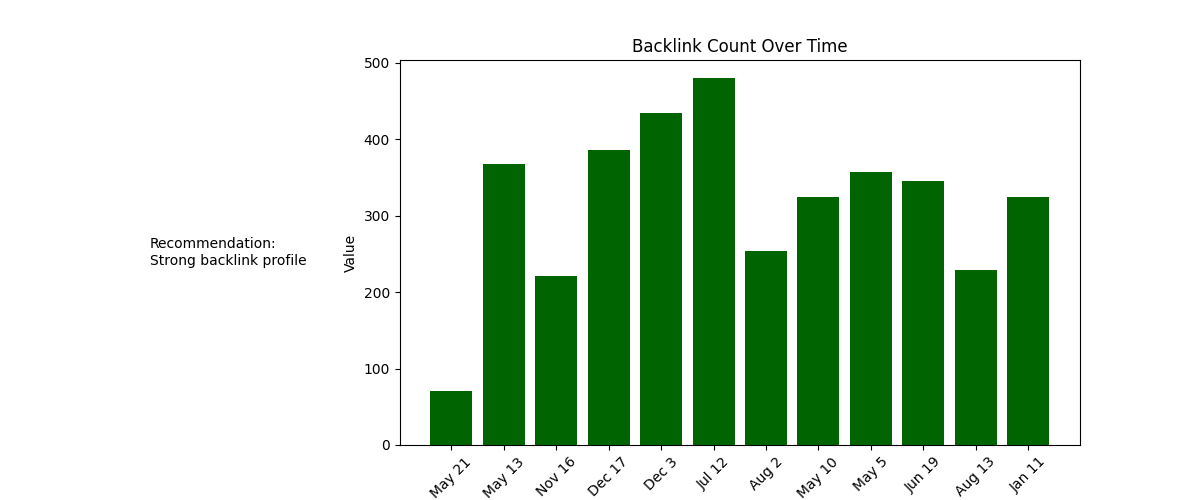 Backlink Count Over Time
Recommendation:
Strong backlink profile
Value
500
400
300
200
100
0
May 21
May 13
Nov 16
Dec 17
Dec 3
Jul 12
Aug 2
May 10
May 5
Jun 19
Aug 13
Jan 11